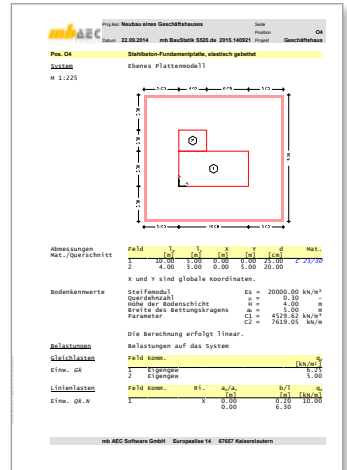 mb AEC
Projekt Neubau eines Geschäftshauses Seite
Position O4
Datum 22.09.2014 mb BauStatik S520.de 2015.140921 Projekt Geschäftshaus
Pos. O4 Stahlbeton-Fundamentplatte, elastisch gebettet
System Ebenes Plattenmodell
M 1:225
2
1
Abmessungen Feld lx ly X Y d Mat.
Mat./Querschnitt [m] [m] [m] [m] [cm]
1 10.00 5.00 0.00 0.00 25.00 C 25/30
2 4.00 3.00 0.00 5.00 20.00
X und Y sind globale Koordinaten.
Bodenkennwerte Steifemodul Es = 20000.00 kN/m²
Querdehnzahl μ = 0.30 -
Höhe der Bodenschicht H = 4.00 m
Breite des Bettungskragens = 5.00 m
Parameter C1 = 4529.62 kN/m³
C2 = 7619.05 kN/m
Die Berechnung erfolgt linear.
Belastungen Belastungen auf das System
Gleichlasten Feld Komm. q
[kN/m²]
Einw. Gk 1 Eigengew 6.25
2 Eigengew 5.00
Linienlasten Feld Komm. Ri. b/l
[m] [m] [kN/m]
Einw. Qk.N 1 X 0.00 0.20 10.00
0.00 6.30
mb AEC Software GmbH Europaallee 14 67657 Kaiserslautern